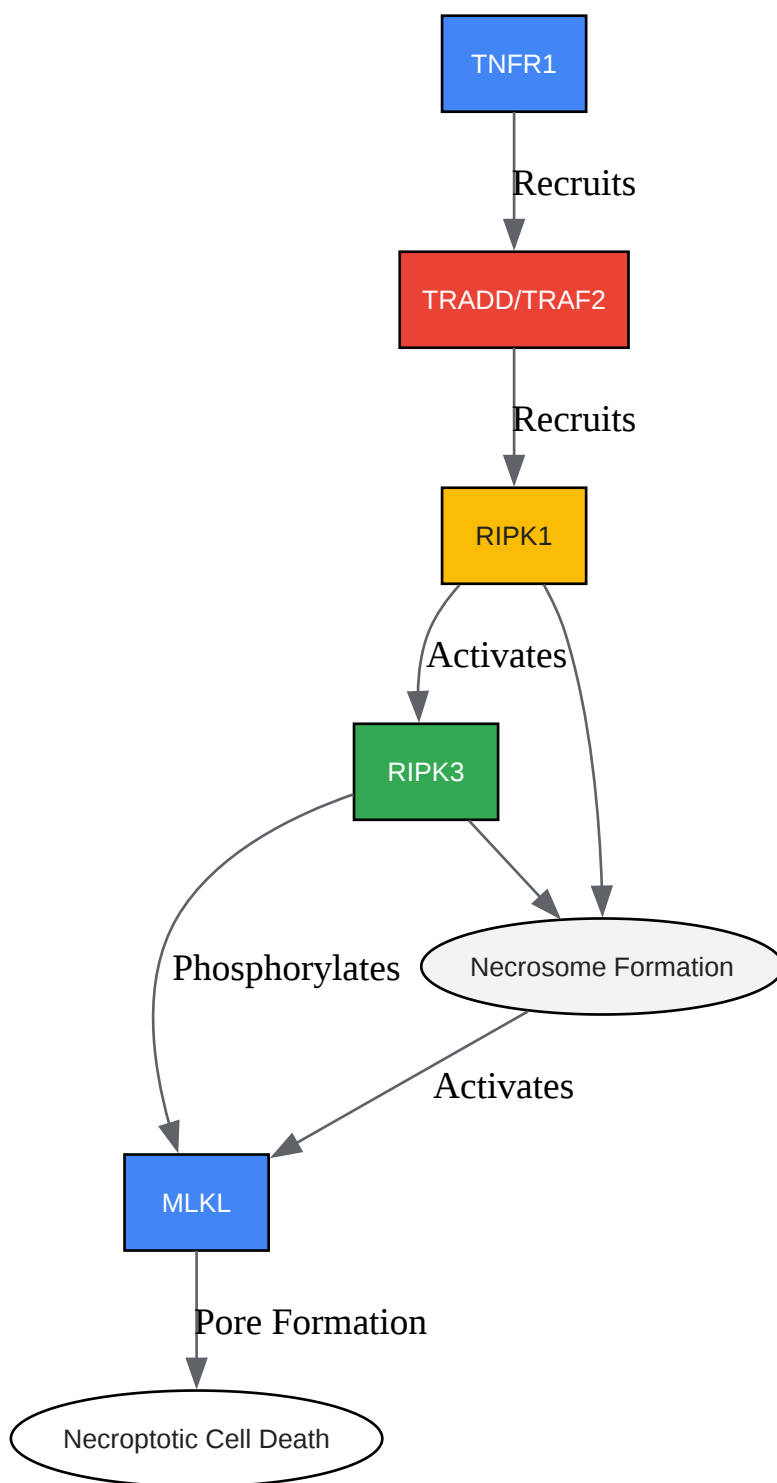 TNFR1
Recruits
TRADD/TRAF2
Recruits
RIPK1
Activates
RIPK3
Phosphorylates
Necrosome Formation
Activates
MLKL
Pore Formation
Necroptotic Cell Death